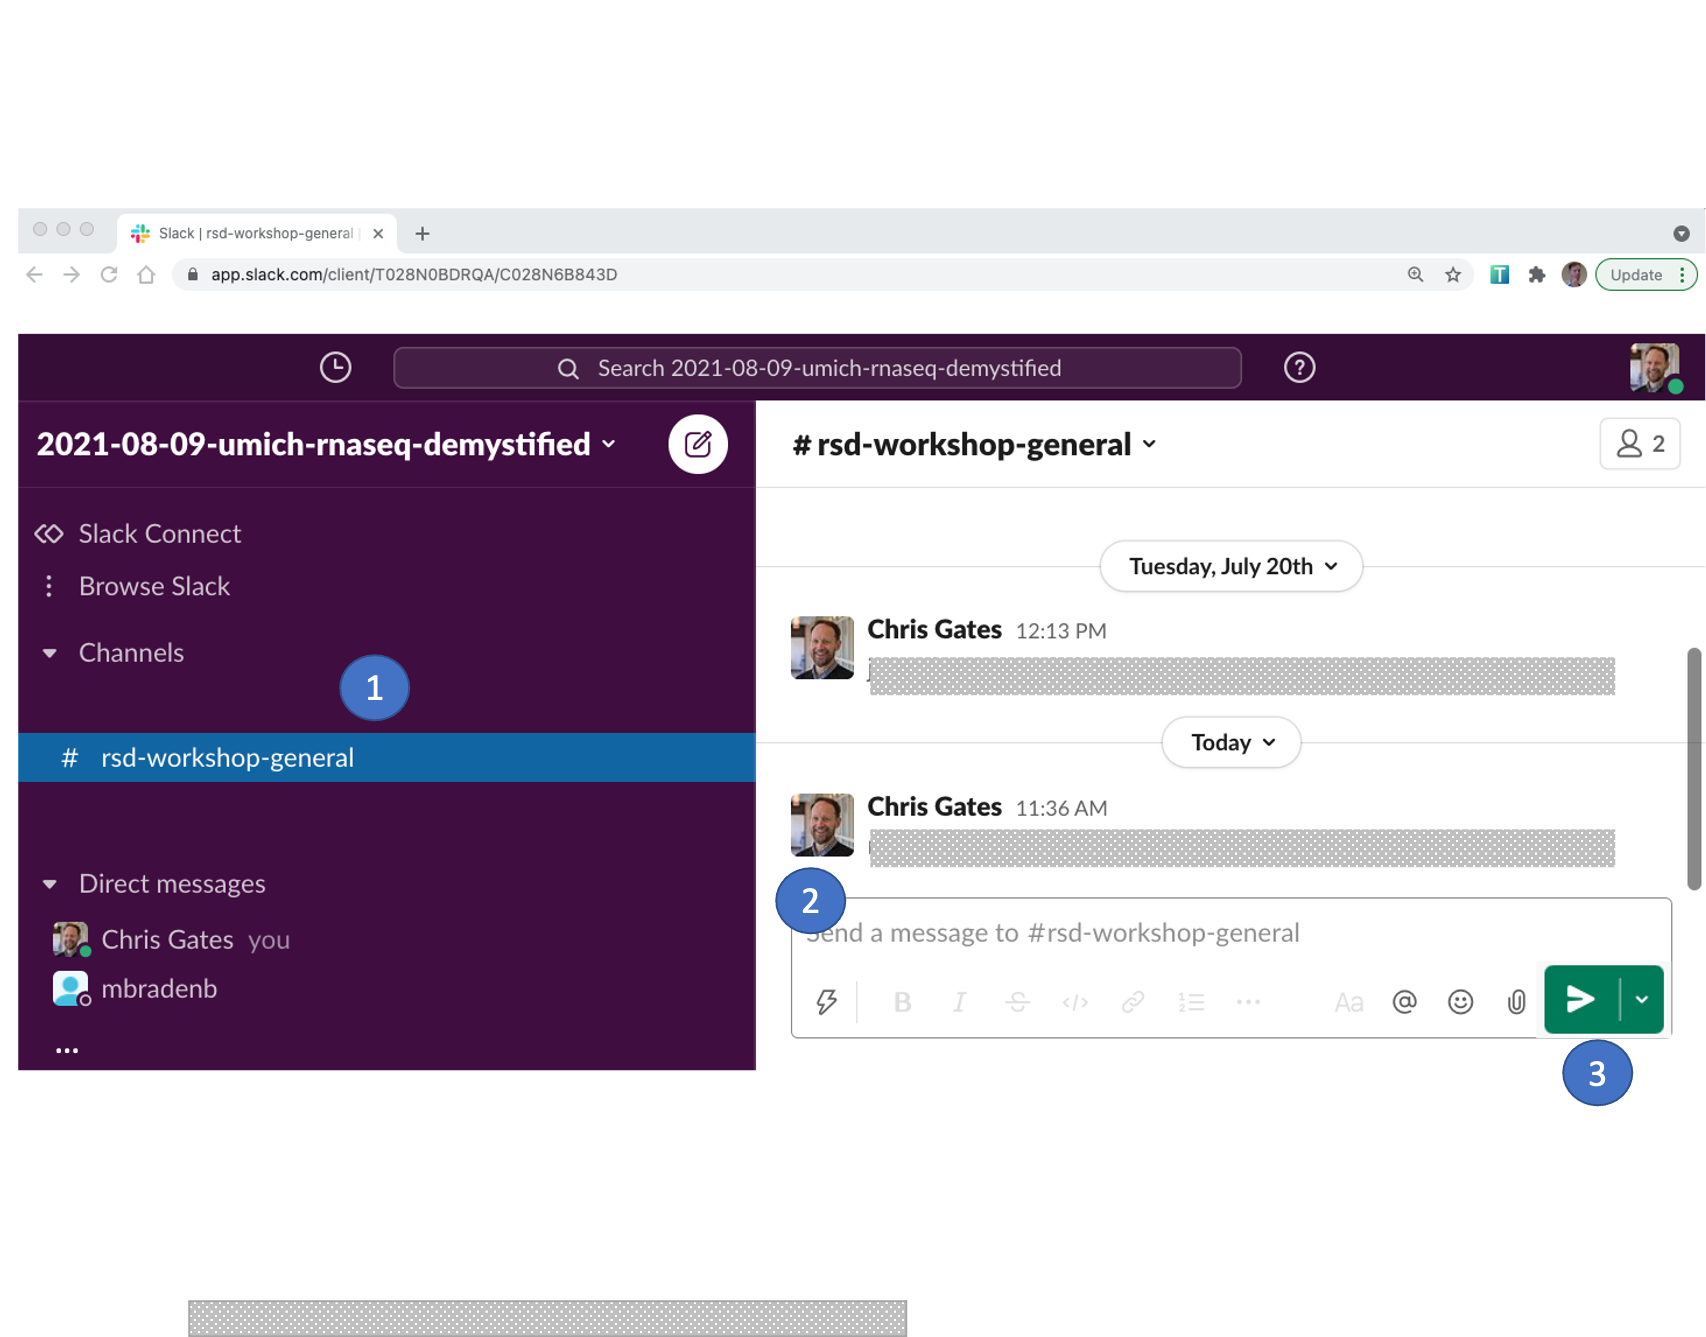 Slack | rsd-workshop-general |
app.slack.com/client/T028N0BDRQA/C028N6B843D
Update
Search 2021-08-09-umich-rnaseq-demystified
2021-08-09-umich-rnaseq-demystified
# rsd-workshop-general
2
Slack Connect
Browse Slack
Channels
1
# rsd-workshop-general
Direct messages
Chris Gates you
mbradenb
...
Tuesday, July 20th
Chris Gates 12:13 PM
Today
Chris Gates 11:36 AM
2
Send a message to #rsd-workshop-general
B I S </> Aa @
3